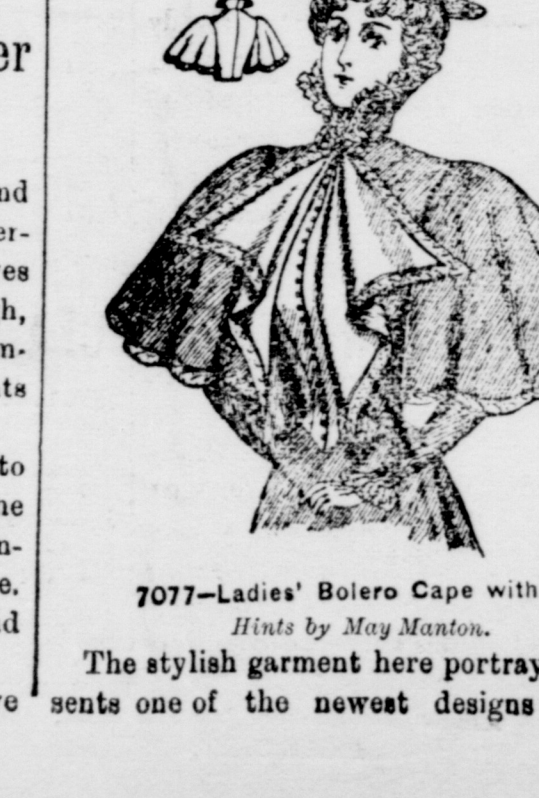 er
nd
er-
es
h,
n-
ts
to
ne
n-
e.
d
e
7077—Ladies' Bolero Cape with
Hints by May Manton.
The stylish garment here portray
sents one of the newest designs